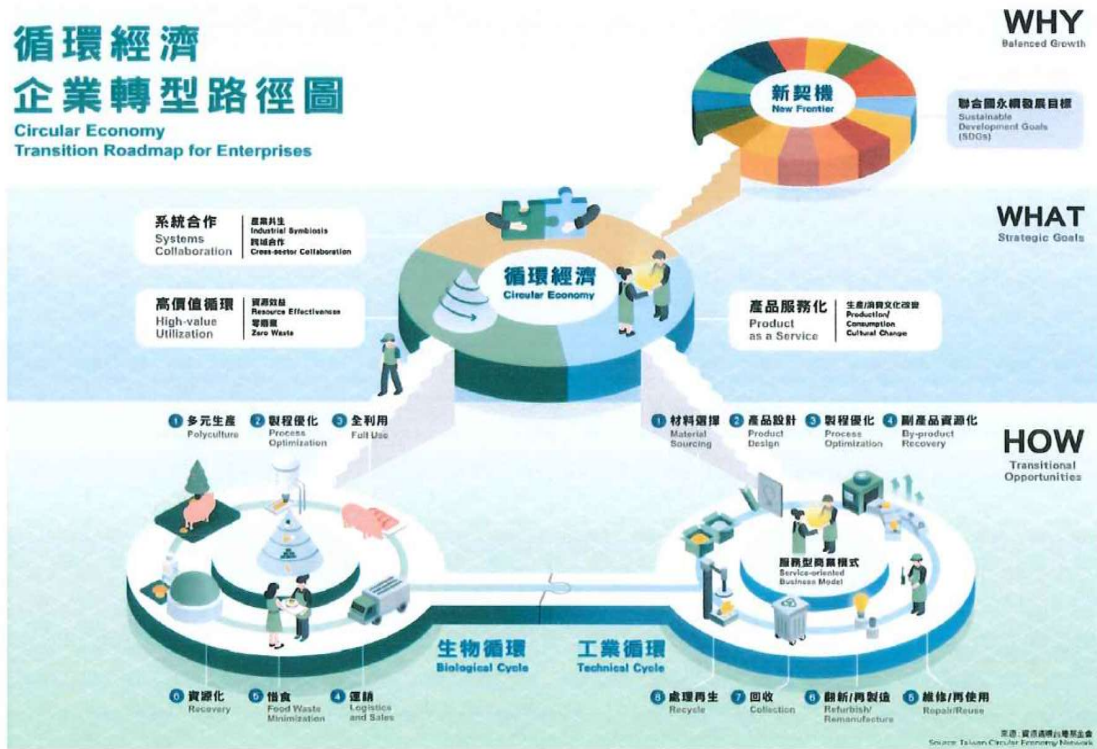 循環經濟
企業轉型路徑圖
Circular Economy
Transition Roadmap for Enterprises
WHY
Balanced Growth
新契機
New Frontier
聯合國永續發展目標
Sustainable
Development Goals
(SDGs)
WHAT
Strategic Goals
系統合作
Systems
Collaboration
產業共生
Industrial Symbiosis
跨域合作
Cross-sector Collaboration
循環經濟
Circular Economy
高價值循環
High-value
Utilization
資源效益
Resource Effectiveness
零廢棄
Zero Waste
產品服務化
Product
as a Service
生產/消費文化改變
Production/
Consumption
Cultural Change
HOW
Transitional
Opportunities
1 多元生產
Polyculture
2 製程優化
Process
Optimization
3 全利用
Full Use
1 材料選擇
Material
Sourcing
2 產品設計
Product
Design
3 製程優化
Process
Optimization
4 副產品資源化
By-product
Recovery
服務型商業模式
Service-oriented
Business Model
生物循環
Biological Cycle
工業循環
Technical Cycle
6 資源化
Recovery
5 惜食
Food Waste
Minimization
4 運銷
Logistics
and Sales
8 處理再生
Recycle
7 回收
Collection
6 翻新/再製造
Refurbish/
Remanufacture
5 維修/再使用
Repair/Reuse
來源：資源循環台灣基金會
Source: Taiwan Circular Economy Network